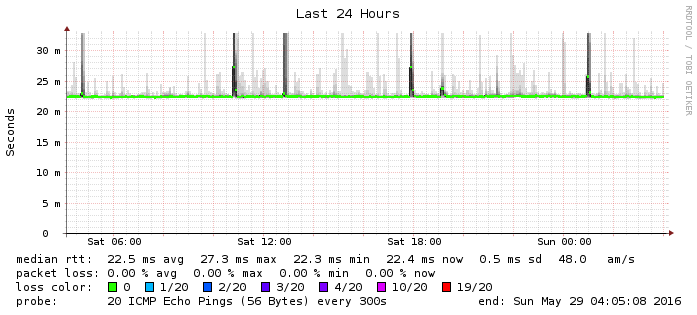 Last 24 Hours
RRDTOOL / TOBI OETIKER
Seconds
30 m
25 m
20 m
15 m
10 m
5 m
0
Sat 06:00 Sat 12:00 Sat 18:00 Sun 00:00
median rtt: 22.5 ms avg 27.3 ms max 22.3 ms min 22.4 ms now 0.5 ms sd 48.0 am/s
packet loss: 0.00 % avg 0.00 % max 0.00 % min 0.00 % now
loss color: 0 1/20 2/20 3/20 4/20 10/20 19/20
probe: 20 ICMP Echo Pings (56 Bytes) every 300s end: Sun May 29 04:05:08 2016